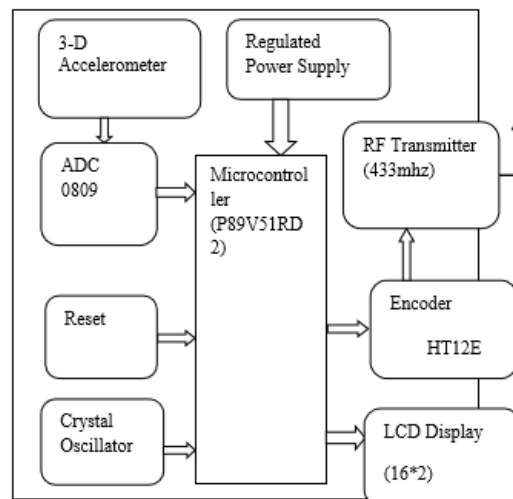 3-D
Accelerometer
Regulated
Power Supply
ADC
0809
Microcontrol
ler
(P89V51RD
2)
RF Transmitter
(433mhz)
Reset
Encoder
HT12E
Crystal
Oscillator
LCD Display
(16*2)